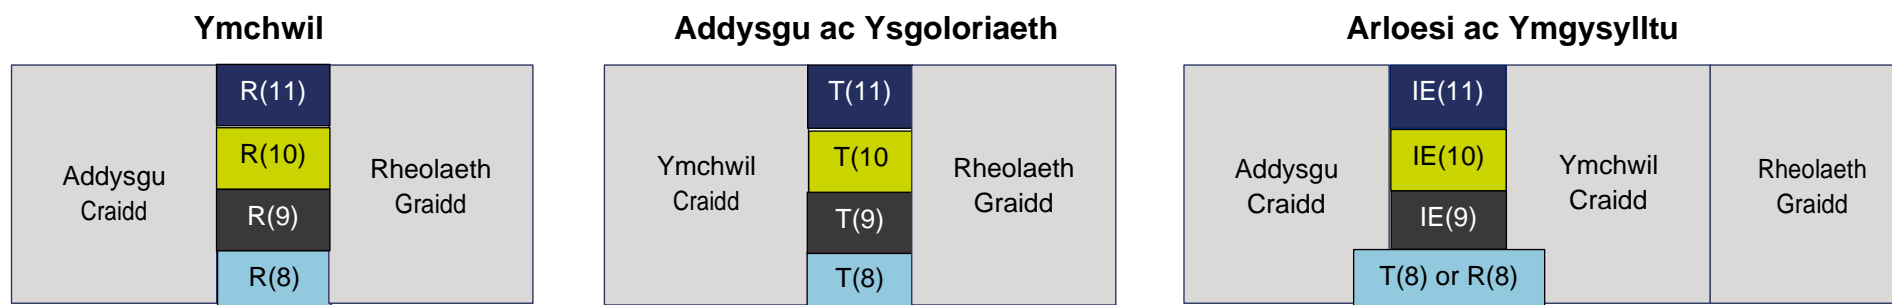 Ymchwil
Addysgu
Craidd
R(11)
R(10)
R(9)
R(8)
Rheolaeth
Graidd
Addysgu ac Ysgoloriaeth
Ymchwil
Craidd
T(11)
T(10
T(9)
T(8)
Rheolaeth
Graidd
Arloesi ac Ymgysylltu
Addysgu
Craidd
IE(11)
IE(10)
IE(9)
T(8) or R(8)
Ymchwil
Craidd
Rheolaeth
Graidd